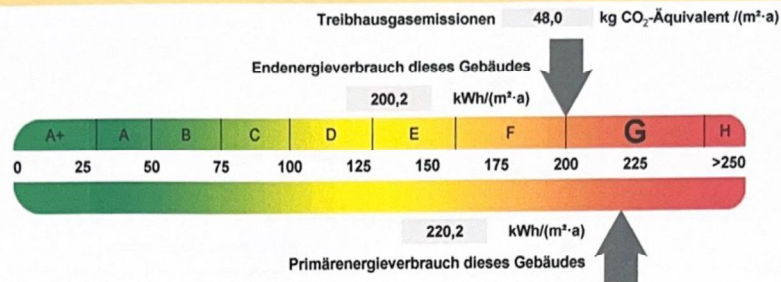 Treibhausgasemissionen 48,0 kg CO₂-Äquivalent /(m²·a)
Endenergieverbrauch dieses Gebäudes
200,2 kWh/(m²·a)
A+ A B C D E F G H
0 25 50 75 100 125 150 175 200 225 >250
220,2 kWh/(m²·a)
Primärenergieverbrauch dieses Gebäudes